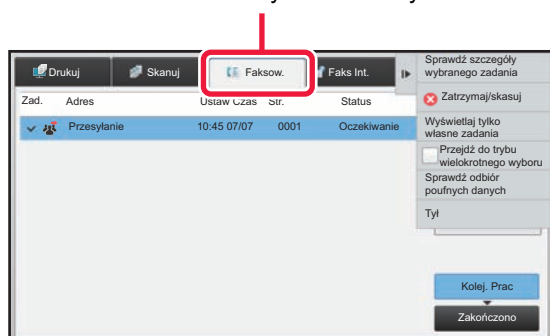 Drukuj Skanuj Faksow. Faks Int.
Sprawdź szczegóły
wybranego zadania
Zatrzymaj/skasuj
Zad. Adres Ustaw Czas Str. Status
Wyświetlaj tylko
własne zadania
Przesyłanie 10:45 07/07 0001 Oczekiwanie
Przejdź do trybu
wielokrotnego wyboru
Sprawdź odbiór
poufnych danych
Tył
Kolej. Prac
Zakończono